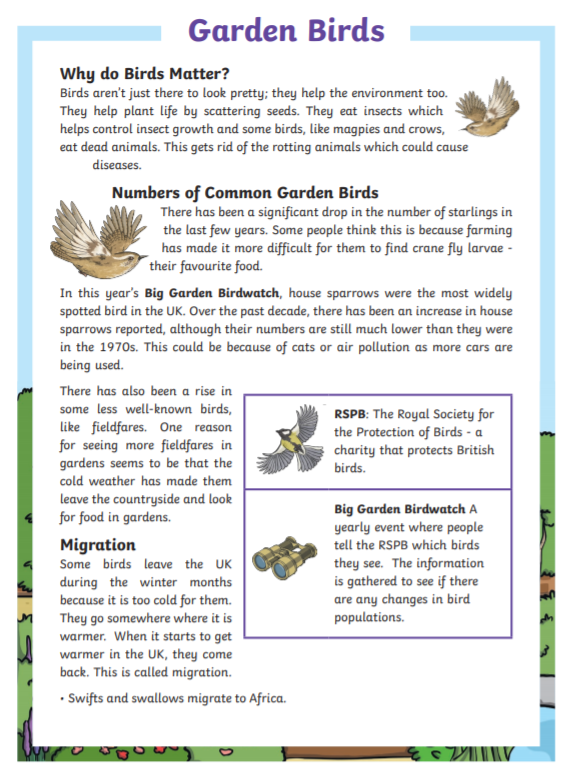 Garden Birds
Why do Birds Matter?
Birds aren't just there to look pretty; they help the environment too.
They help plant life by scattering seeds. They eat insects which
helps control insect growth and some birds, like magpies and crows,
eat dead animals. This gets rid of the rotting animals which could cause
diseases.
Numbers of Common Garden Birds
There has been a significant drop in the number of starlings in
the last few years. Some people think this is because farming
has made it more difficult for them to find crane fly larvae -
their favourite food.
In this year's Big Garden Birdwatch, house sparrows were the most widely
spotted bird in the UK. Over the past decade, there has been an increase in house
sparrows reported, although their numbers are still much lower than they were
in the 1970s. This could be because of cats or air pollution as more cars are
being used.
There has also been a rise in
some less well-known birds,
like fieldfares. One reason
for seeing more fieldfares in
gardens seems to be that the
cold weather has made them
leave the countryside and look
for food in gardens.
Migration
Some birds leave the UK
during the winter months
because it is too cold for them.
They go somewhere where it is
warmer. When it starts to get
warmer in the UK, they come
back. This is called migration.
• Swifts and swallows migrate to Africa.
RSPB: The Royal Society for
the Protection of Birds - a
charity that protects British
birds.
Big Garden Birdwatch A
yearly event where people
tell the RSPB which birds
they see. The information
is gathered to see if there
are any changes in bird
populations.